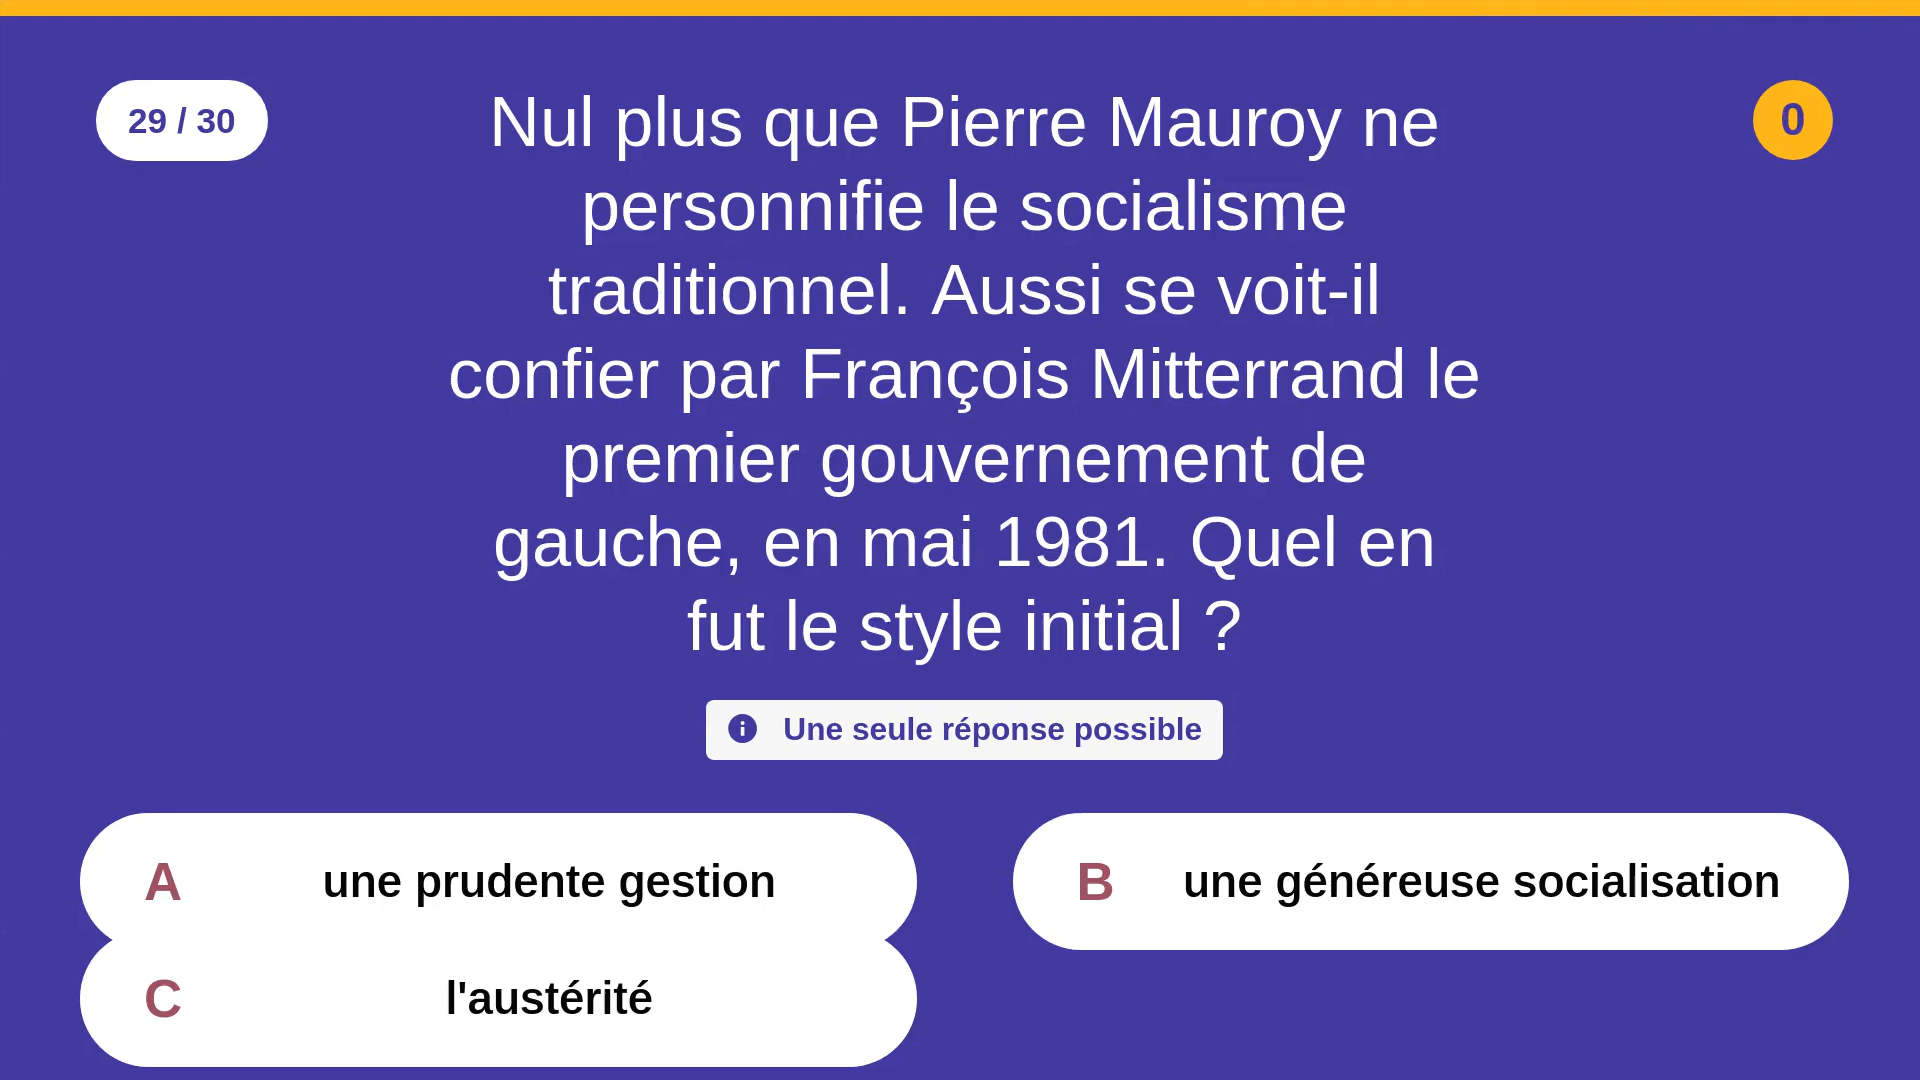 29 / 30
0
Nul plus que Pierre Mauroy ne
personnifie le socialisme
traditionnel. Aussi se voit-il
confier par François Mitterrand le
premier gouvernement de
gauche, en mai 1981. Quel en
fut le style initial ?
Une seule réponse possible
A une prudente gestion
B une généreuse socialisation
C l'austérité